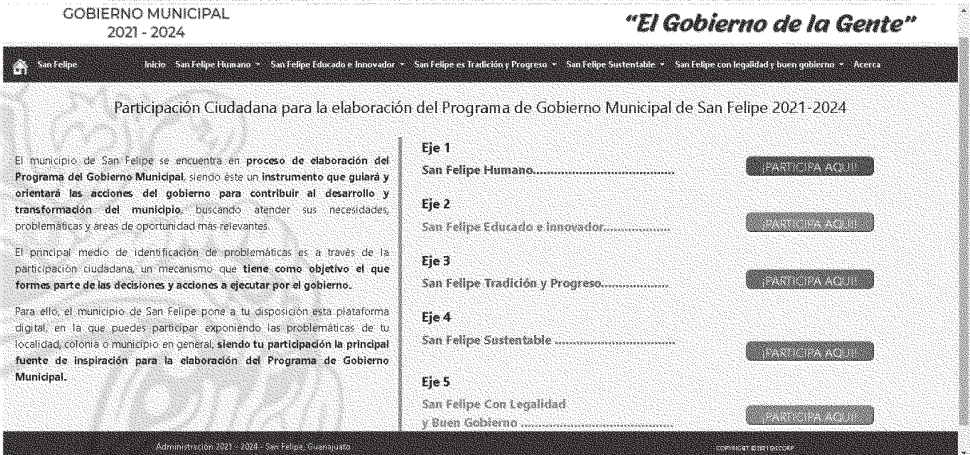 GOBIERNO MUNICIPAL
2021 - 2024
“El Gobierno de la Gente”
San Felipe Inicio San Felipe Humano San Felipe Educado e Innovador San Felipe es Tradición y Progreso San Felipe Sustentable San Felipe con legalidad y buen gobierno Acerca
Participación Ciudadana para la elaboración del Programa de Gobierno Municipal de San Felipe 2021-2024
El municipio de San Felipe se encuentra en proceso de elaboración del
Programa del Gobierno Municipal, siendo éste un instrumento que guiará y
orientará las acciones del gobierno para contribuir al desarrollo y
transformación del municipio, buscando atender sus necesidades,
problemáticas y áreas de oportunidad más relevantes.
El principal medio de identificación de problemáticas es a través de la
participación ciudadana, un mecanismo que tiene como objetivo el que
formes parte de las decisiones y acciones a ejecutar por el gobierno.
Para ello, el municipio de San Felipe pone a tu disposición esta plataforma
digital, en la que puedes participar exponiendo las problemáticas de tu
localidad, colonia o municipio en general, siendo tu participación la principal
fuente de inspiración para la elaboración del Programa de Gobierno
Municipal.
Eje 1
San Felipe Humano.................................... ¡PARTICIPA AQUI!
Eje 2
San Felipe Educado e Innovador................. ¡PARTICIPA AQUI!
Eje 3
San Felipe Tradición y Progreso................. ¡PARTICIPA AQUI!
Eje 4
San Felipe Sustentable ............................... ¡PARTICIPA AQUI!
Eje 5
San Felipe Con Legalidad
y Buen Gobierno ....................................... ¡PARTICIPA AQUI!
Administración 2021 - 2024 - San Felipe, Guanajuato COPYRIGHT